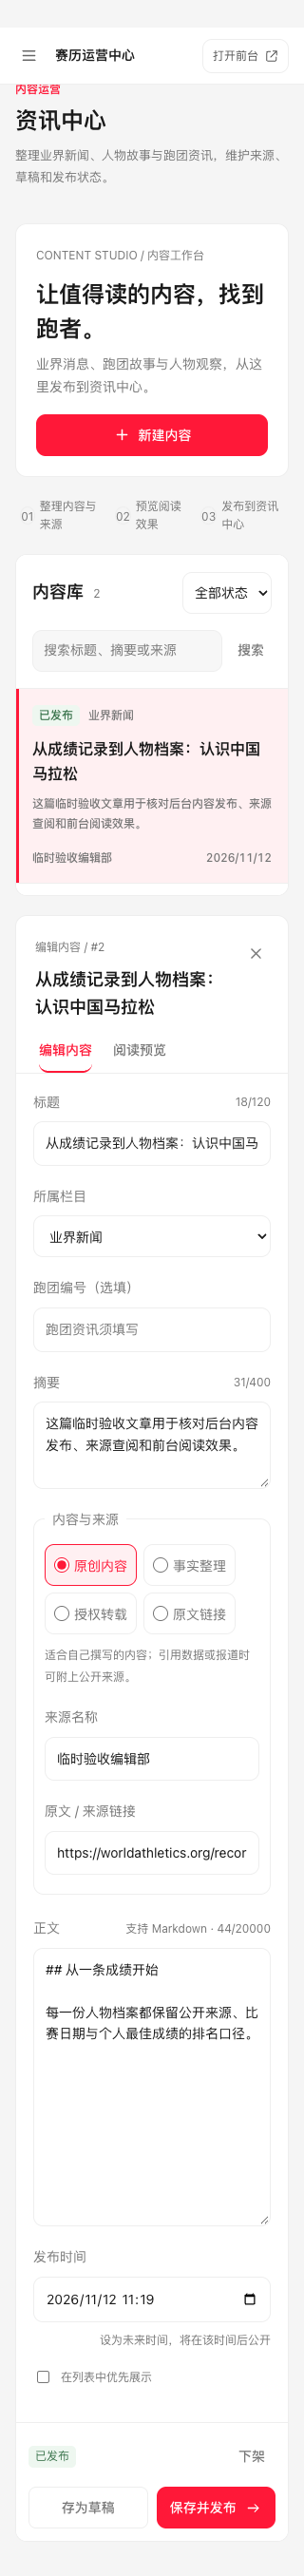 赛历运营中心
打开前台
内容运营
资讯中心
整理业界新闻、人物故事与跑团资讯，维护来源、
草稿和发布状态。
CONTENT STUDIO / 内容工作台
让值得读的内容，找到
跑者。
业界消息、跑团故事与人物观察，从这
里发布到资讯中心。
新建内容
01 整理内容与
来源
02 预览阅读
效果
03 发布到资讯
中心
内容库 2
全部状态
搜索标题、摘要或来源
搜索
已发布 业界新闻
从成绩记录到人物档案：认识中国
马拉松
这篇临时验收文章用于核对后台内容发布、来源
查阅和前台阅读效果。
临时验收编辑部 2026/11/12
编辑内容 / #2
从成绩记录到人物档案：
认识中国马拉松
编辑内容 阅读预览
标题 18/120
从成绩记录到人物档案：认识中国马
所属栏目
业界新闻
跑团编号（选填）
跑团资讯须填写
摘要 31/400
这篇临时验收文章用于核对后台内容
发布、来源查阅和前台阅读效果。
内容与来源
原创内容 事实整理
授权转载 原文链接
适合自己撰写的内容；引用数据或报道时
可附上公开来源。
来源名称
临时验收编辑部
原文 / 来源链接
https://worldathletics.org/recor
正文 支持 Markdown · 44/20000
## 从一条成绩开始
每一份人物档案都保留公开来源、比
赛日期与个人最佳成绩的排名口径。
发布时间
2026/11/12 11:19
设为未来时间，将在该时间后公开
在列表中优先展示
已发布 下架
存为草稿 保存并发布 →